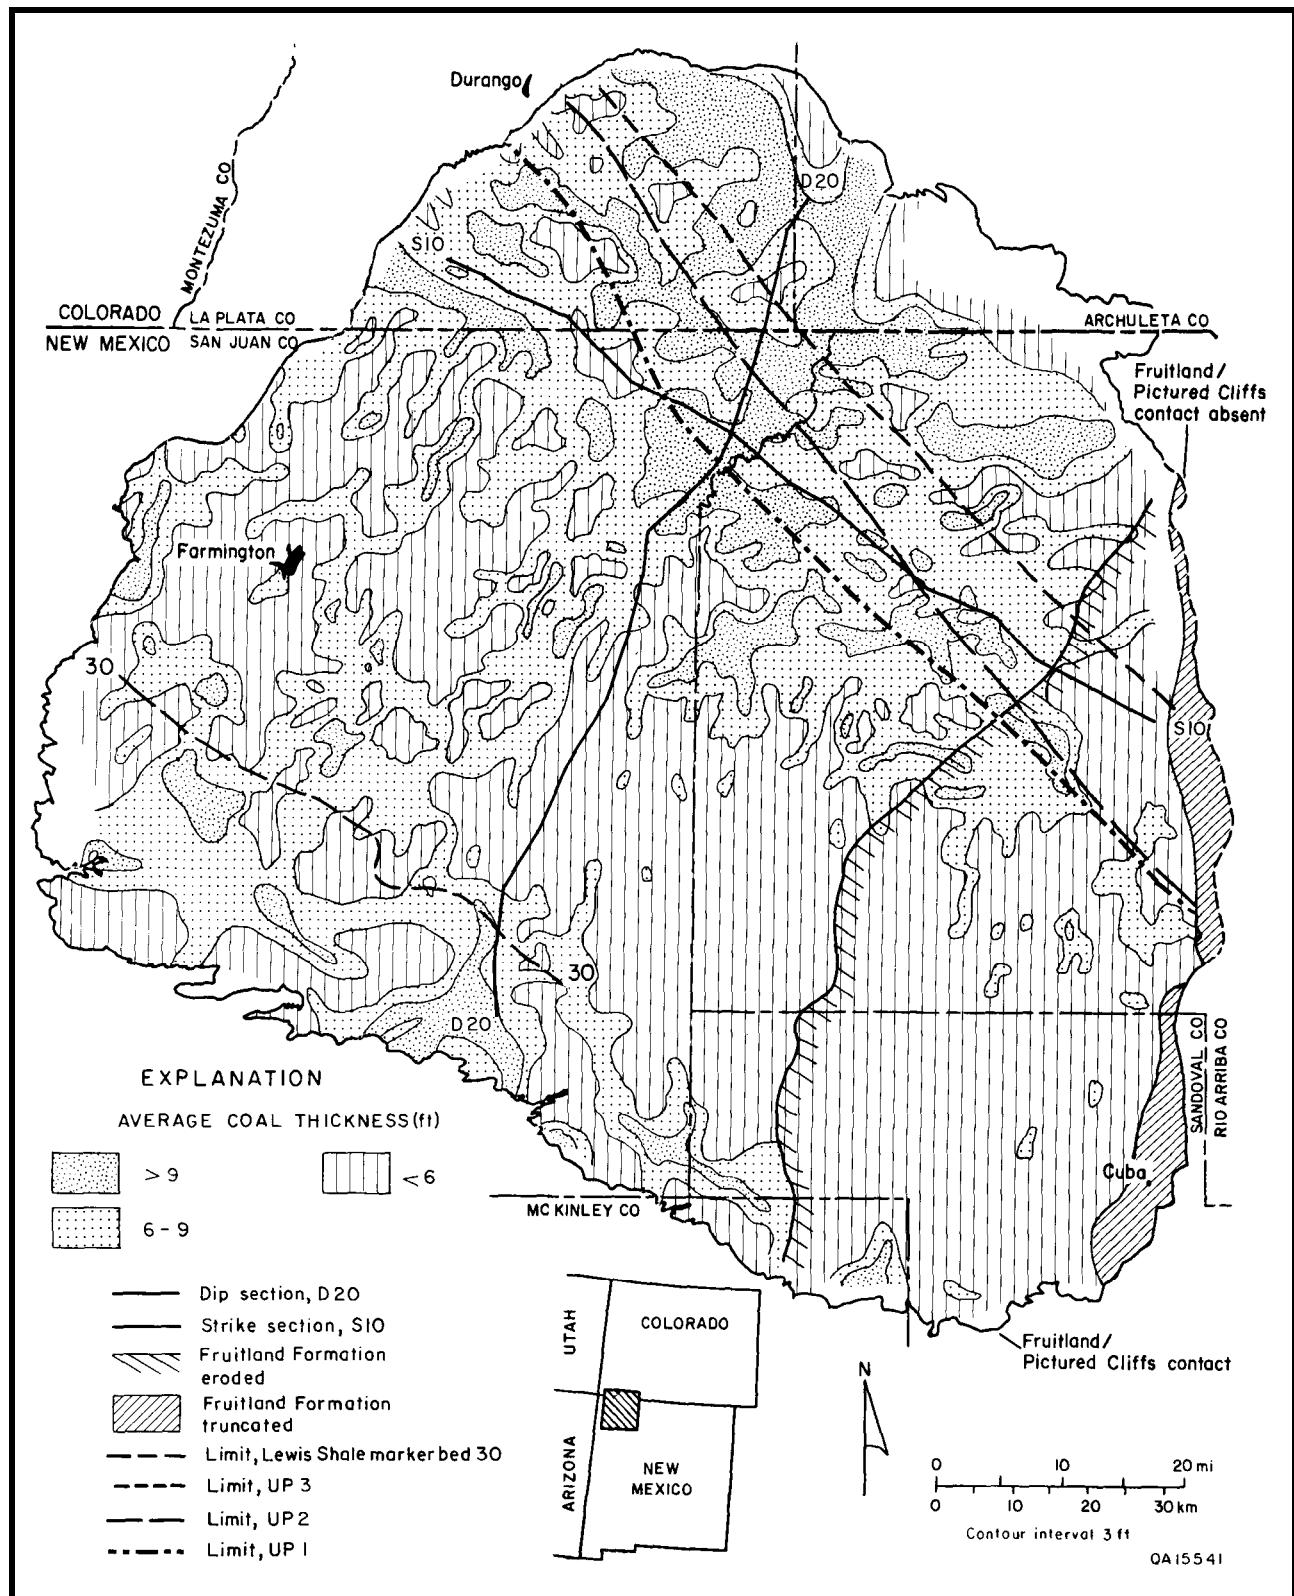 Durango
MONTEZUMA CO
D20
S10
COLORADO
LA PLATA CO
ARCHULETA CO
NEW MEXICO
SAN JUAN CO
Fruitland/
Pictured Cliffs
contact absent
Farmington
30
S10
30
D20
SANDOVAL CO
RIO ARRIBA CO
Cuba
MC KINLEY CO
EXPLANATION
AVERAGE COAL THICKNESS (ft)
> 9
< 6
6 - 9
Dip section, D20
Strike section, S10
Fruitland Formation
eroded
Fruitland Formation
truncated
Limit, Lewis Shale marker bed 30
Limit, UP 3
Limit, UP 2
Limit, UP 1
UTAH
COLORADO
ARIZONA
NEW
MEXICO
Fruitland/
Pictured Cliffs contact
N
0 10 20 mi
0 10 20 30 km
Contour interval 3 ft
QA15541